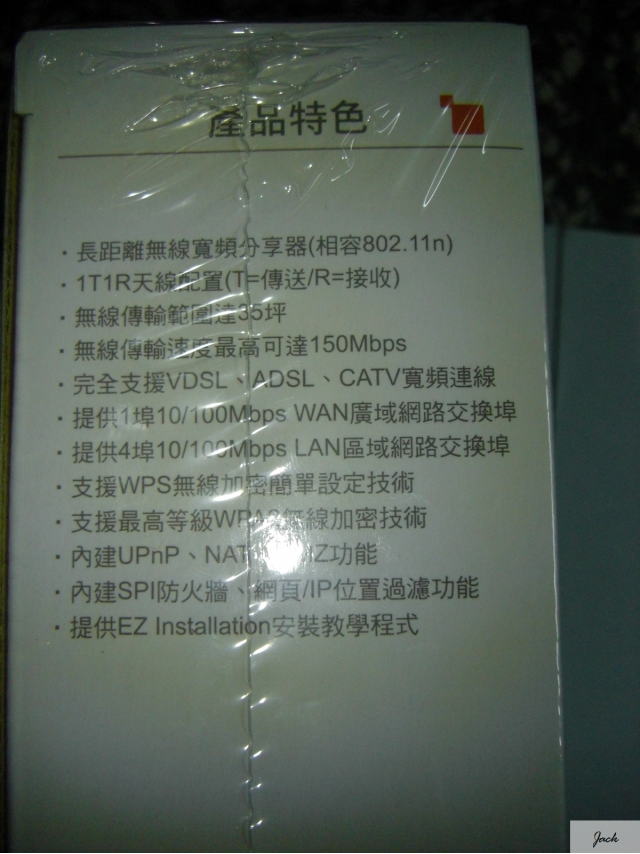 產品特色
・長距離無線寬頻分享器(相容802.11n)
・1T1R天線配置(T=傳送/R=接收)
・無線傳輸範圍達35坪
・無線傳輸速度最高可達150Mbps
・完全支援VDSL、ADSL、CATV寬頻連線
・提供1埠10/100Mbps WAN廣域網路交換埠
・提供4埠10/100Mbps LAN區域網路交換埠
・支援WPS無線加密簡單設定技術
・支援最高等級WPA2無線加密技術
・內建UPnP、NAT 功能
・內建SPI防火牆、網頁/IP位置過濾功能
・提供EZ Installation安裝教學程式
Jack